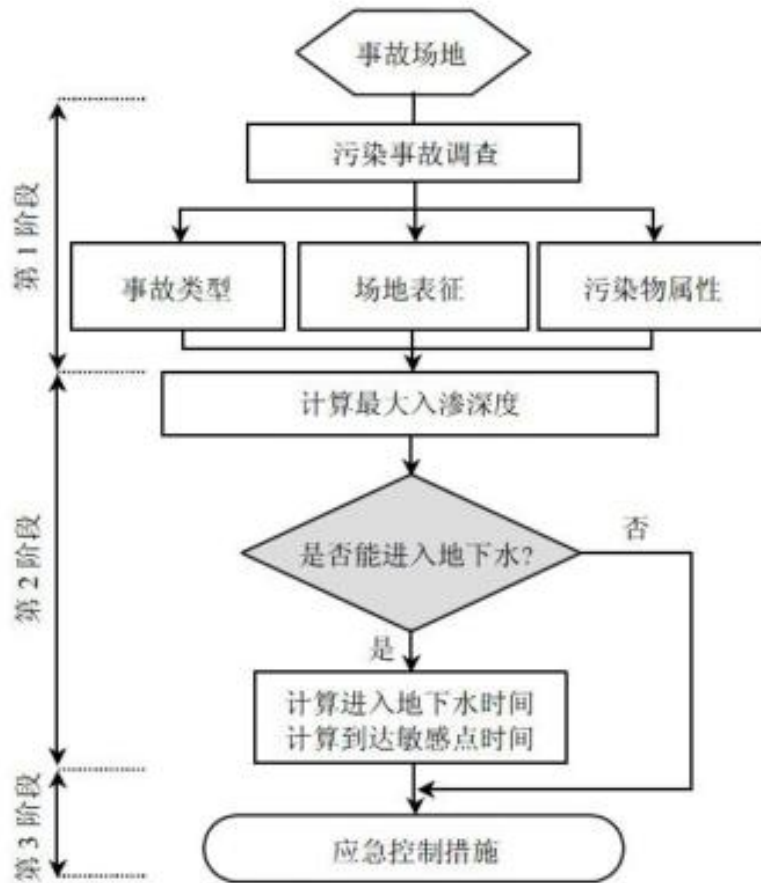 事故场地
第 1 阶段
污染事故调查
事故类型
场地表征
污染物属性
第 2 阶段
计算最大入渗深度
是否能进入地下水?
否
是
计算进入地下水时间
计算到达敏感点时间
第 3 阶段
应急控制措施